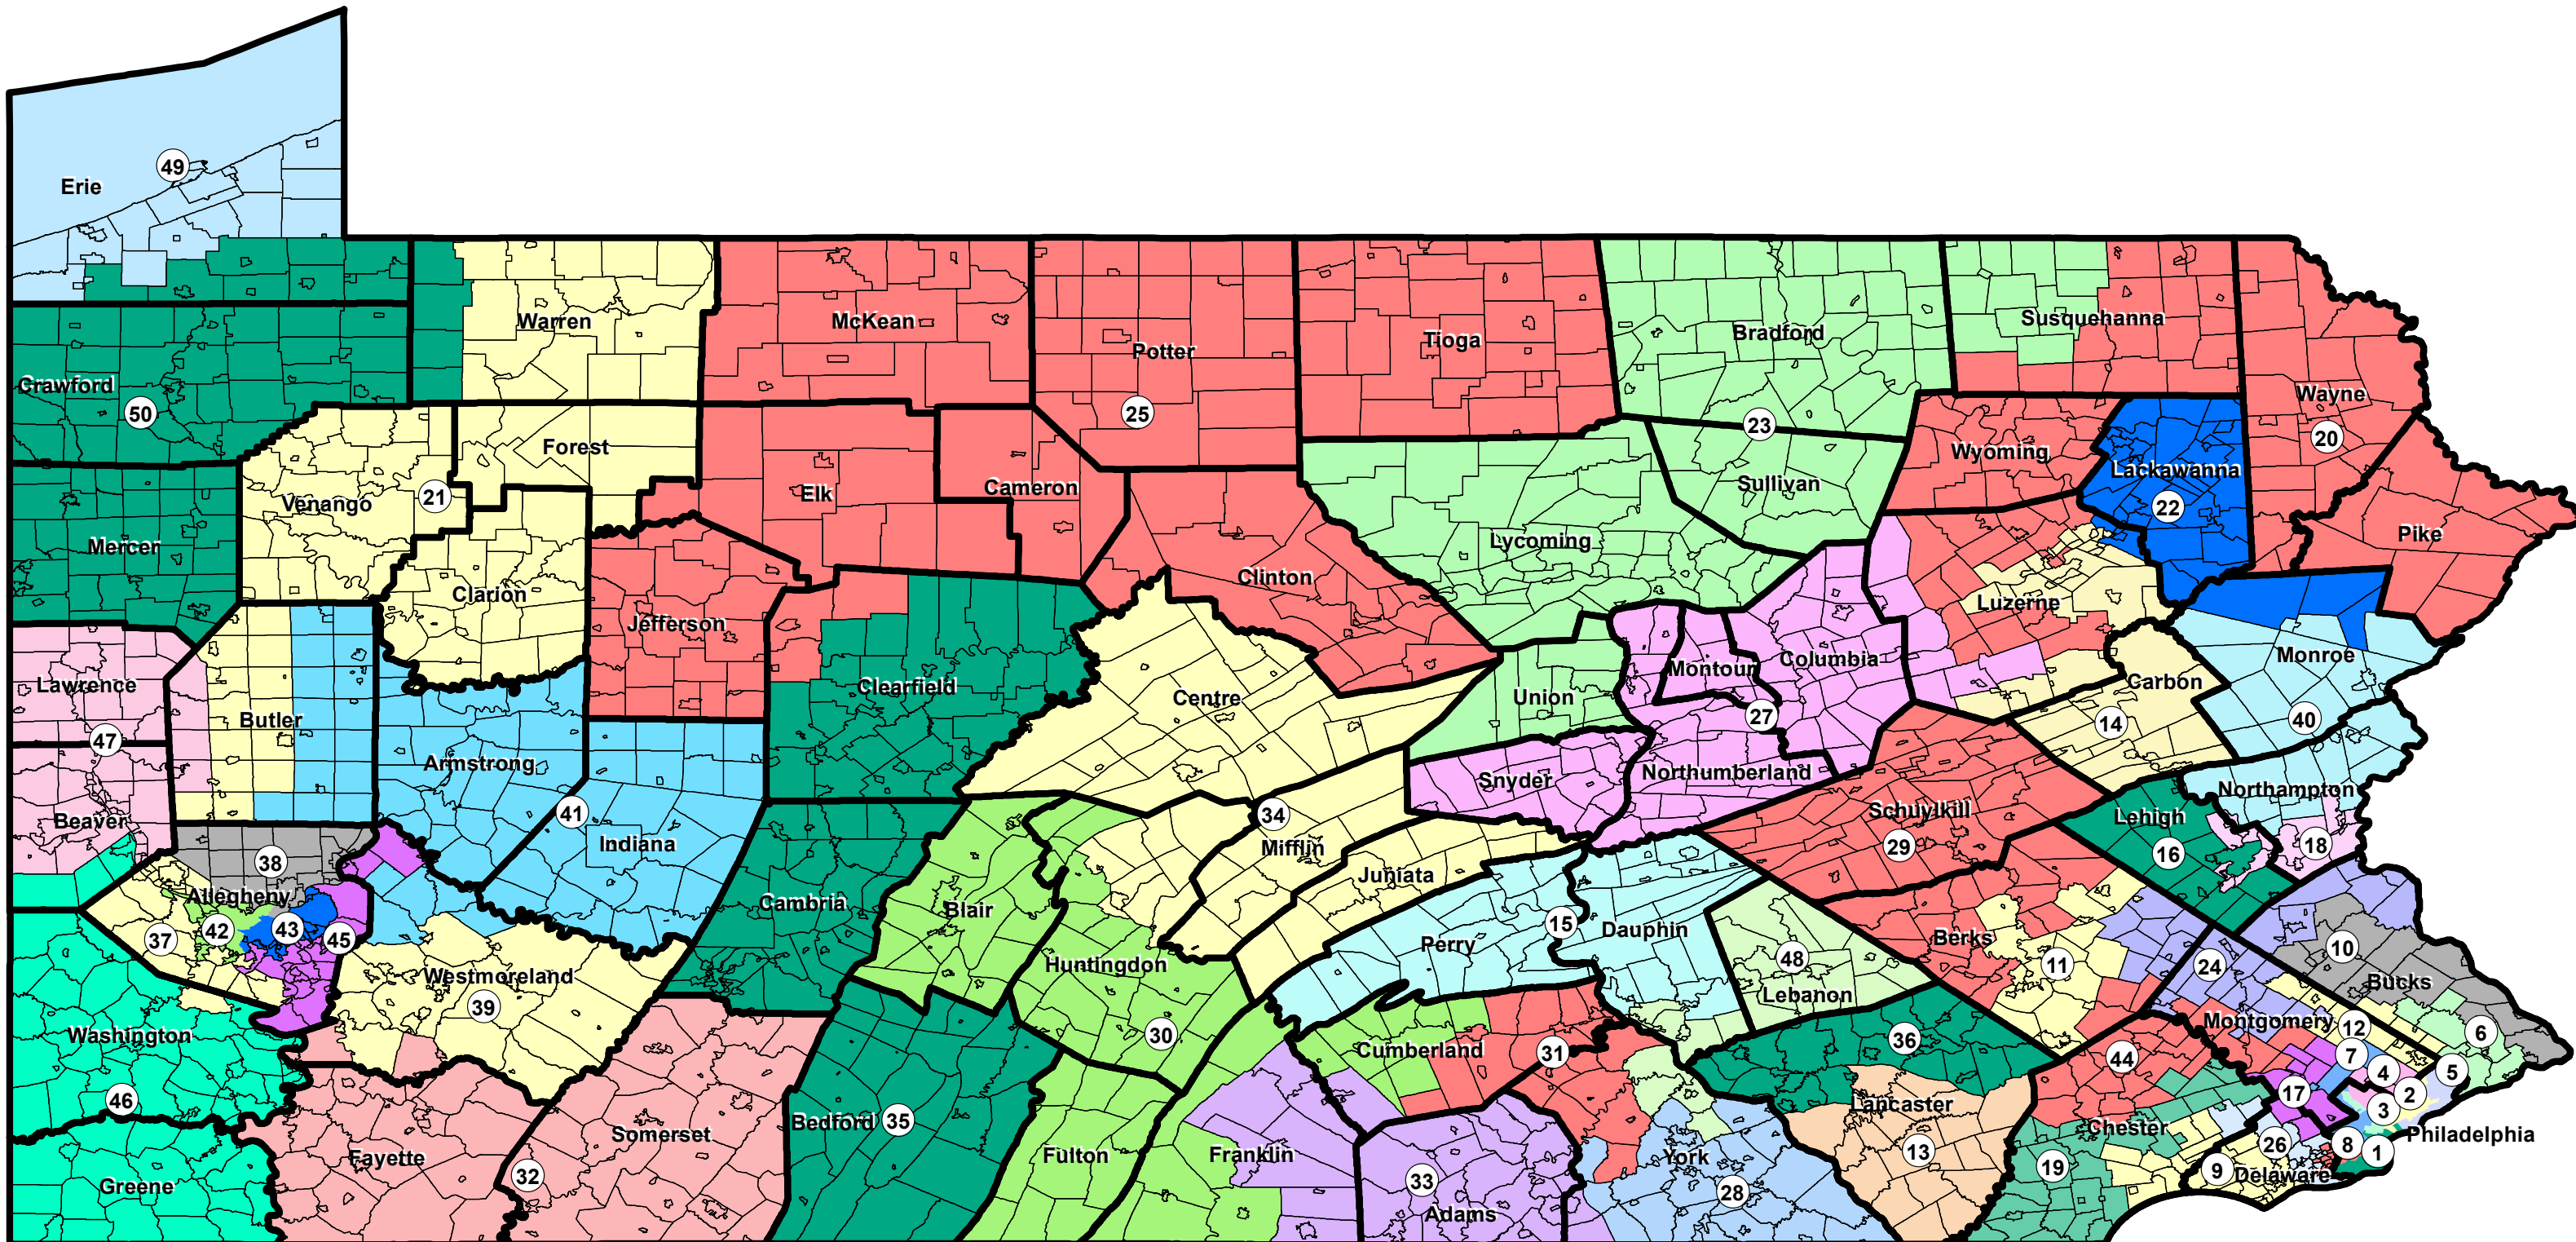 49
Erie
Warren
McKean
Potter
Tioga
Bradford
Susquehanna
Crawford
50
25
23
Wayne
20
Forest
Wyoming
Lackawanna
22
Venango
21
Elk
Cameron
Sullivan
Mercer
Lycoming
Pike
Clarion
Clinton
Luzerne
Jefferson
Lawrence
Butler
Clearfield
Centre
Union
Montour
Columbia
27
Carbon
14
Monroe
40
47
Armstrong
Snyder
Northumberland
Northampton
Beaver
41
34
Schuylkill
Lehigh
38
Indiana
Mifflin
29
16
18
Allegheny
Juniata
Cambria
Blair
37
42
43
45
15
Perry
Dauphin
Berks
10
Westmoreland
Huntingdon
48
Lebanon
11
24
Bucks
39
Washington
30
Cumberland
31
36
Montgomery
12
6
44
7
4
5
46
17
2
3
Bedford
35
Somerset
Lancaster
Chester
Philadelphia
Fayette
Fulton
Franklin
York
13
26
8
1
Greene
32
33
Adams
28
19
9
Delaware